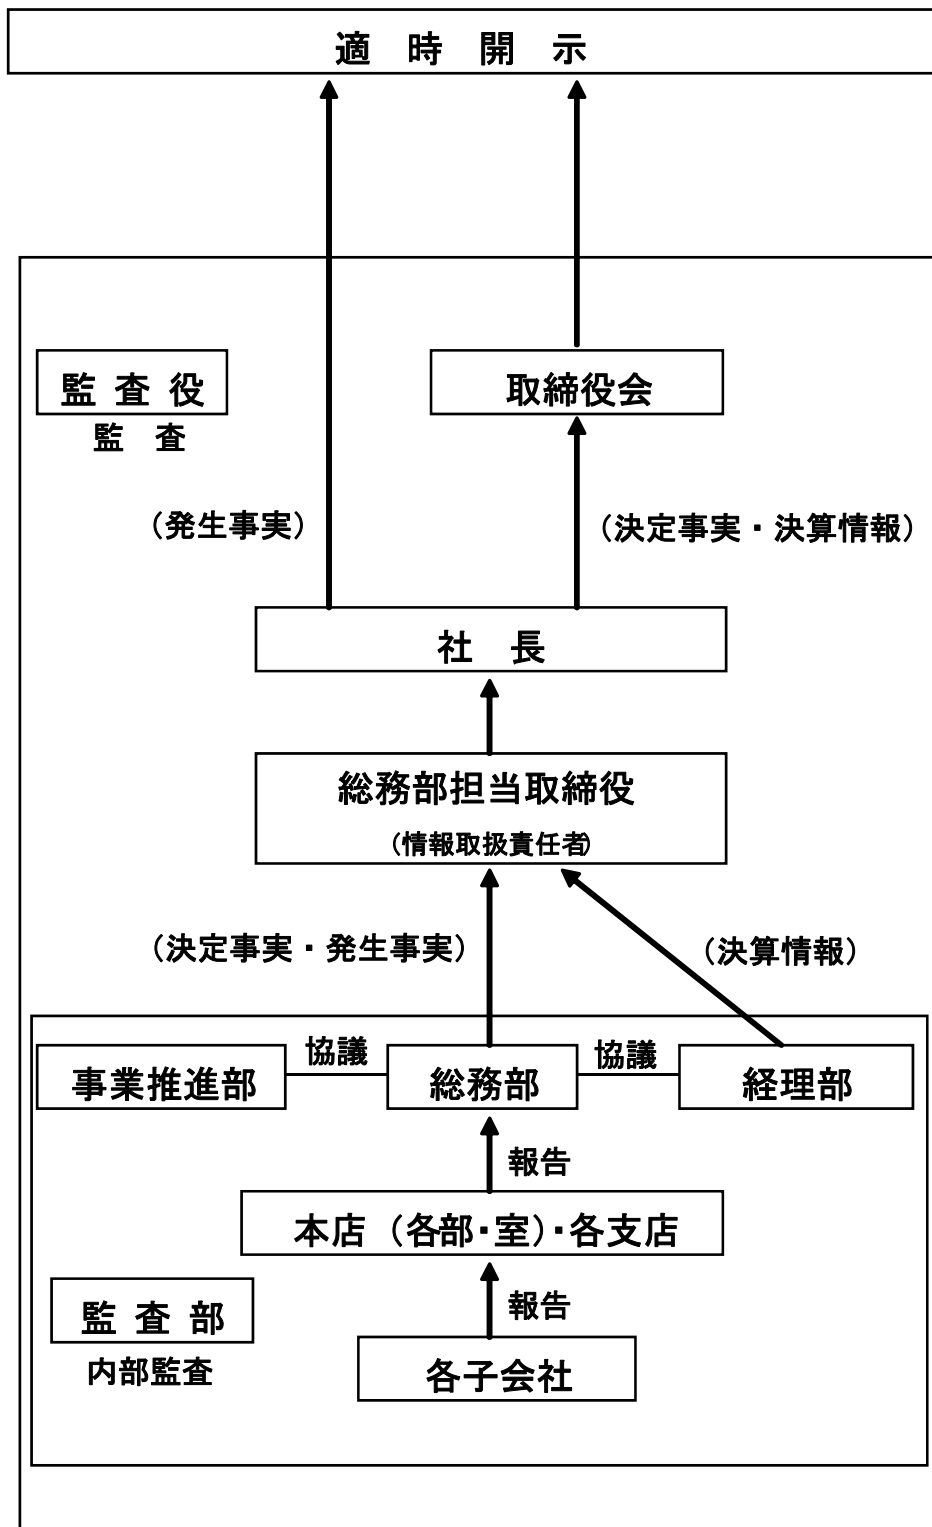 適 時 開 示
監 査 役
取締役会
監 査
（発生事実）
（決定事実・決算情報）
社 長
総務部担当取締役
（情報取扱責任者）
（決定事実・発生事実）
（決算情報）
協議
協議
事業推進部
総務部
経理部
報告
本店（各部・室）・各支店
監 査 部
報告
内部監査
各子会社